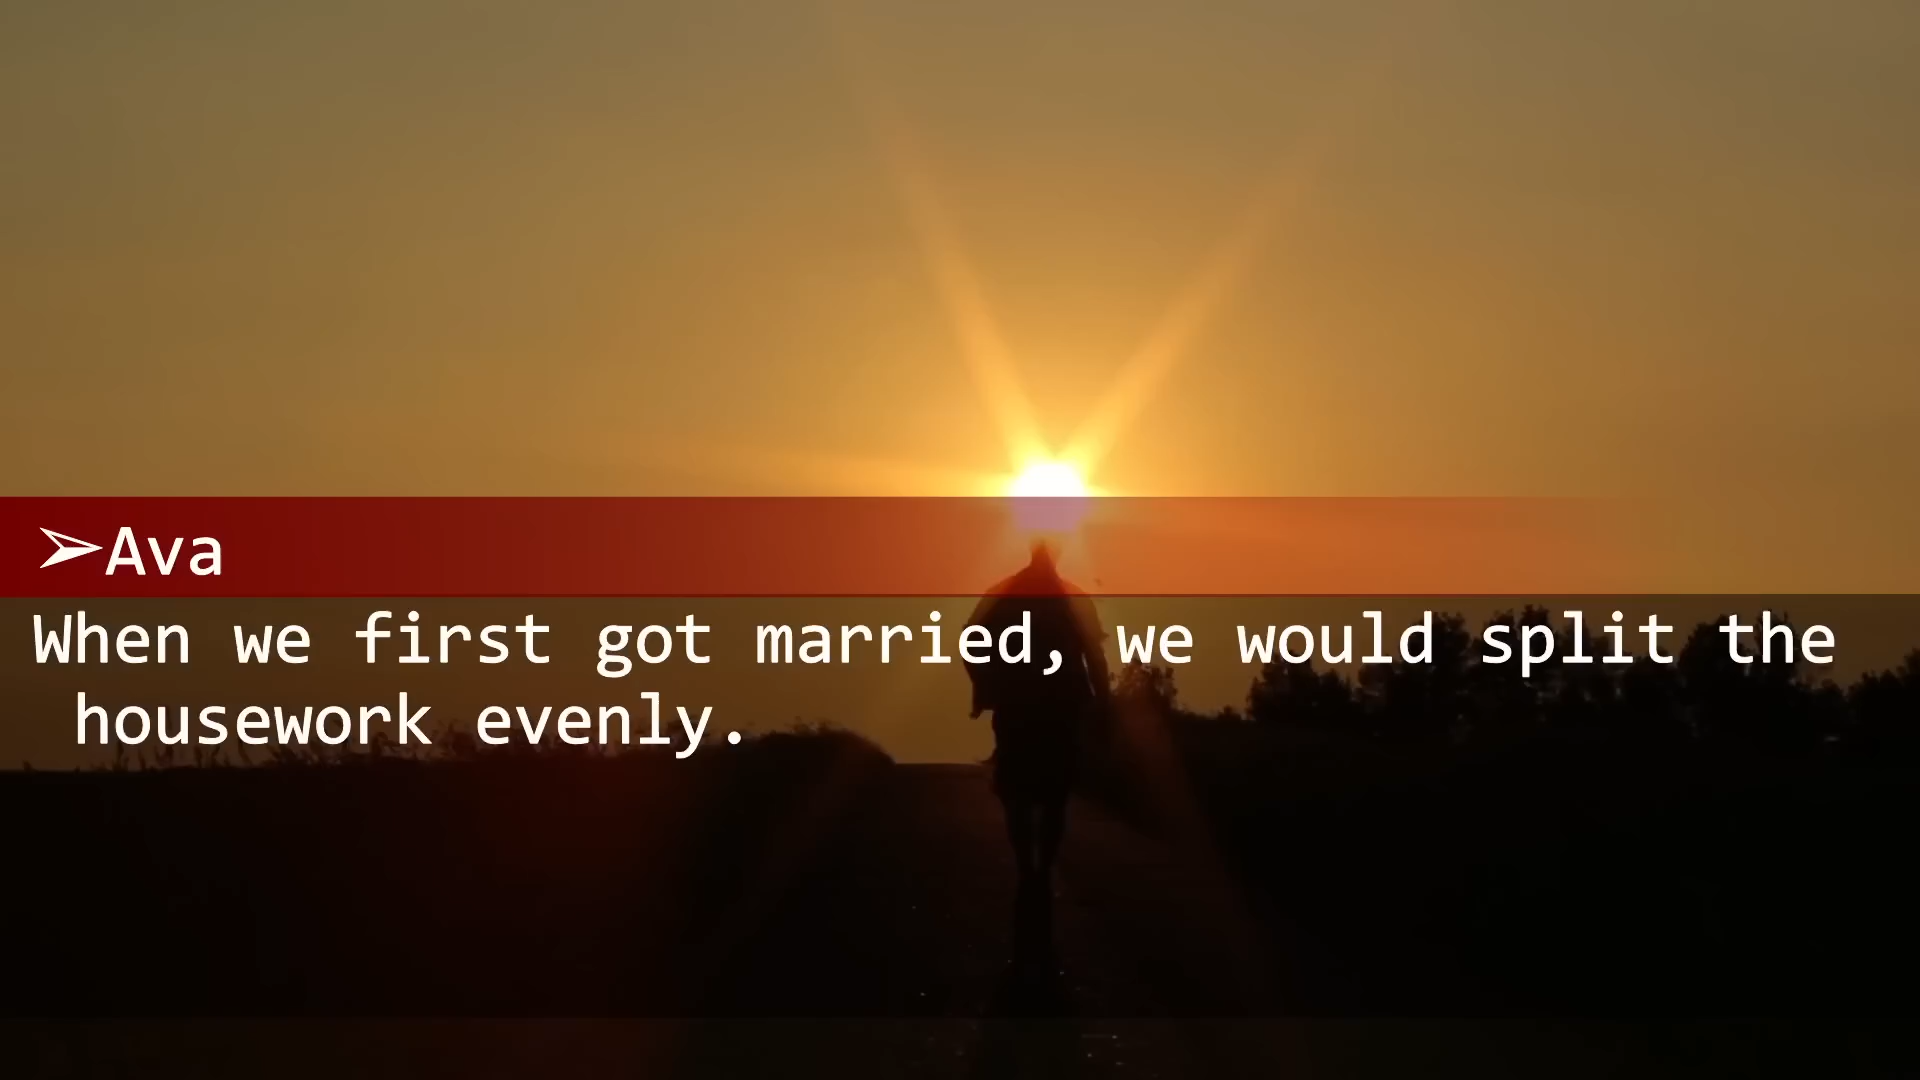 ➢Ava
When we first got married, we would split the
housework evenly.